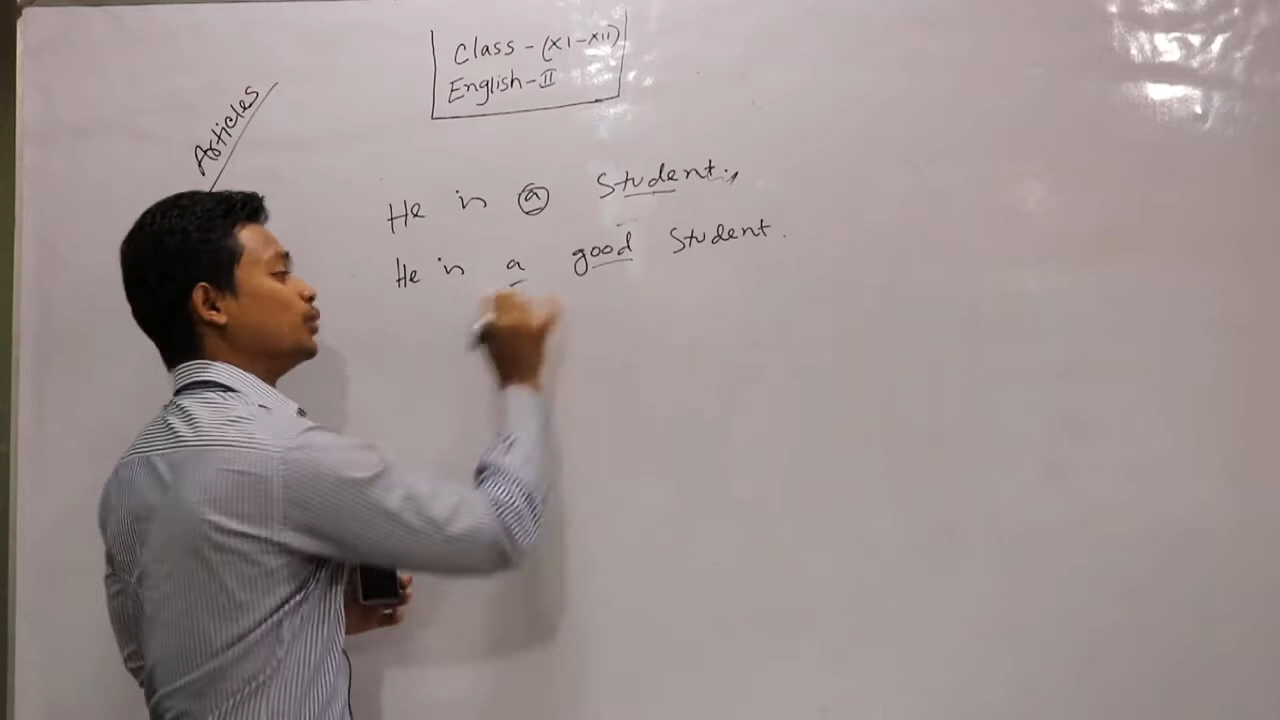 Class - (XI-XII)
English - II
Articles
He is a Student.
He is a good Student.